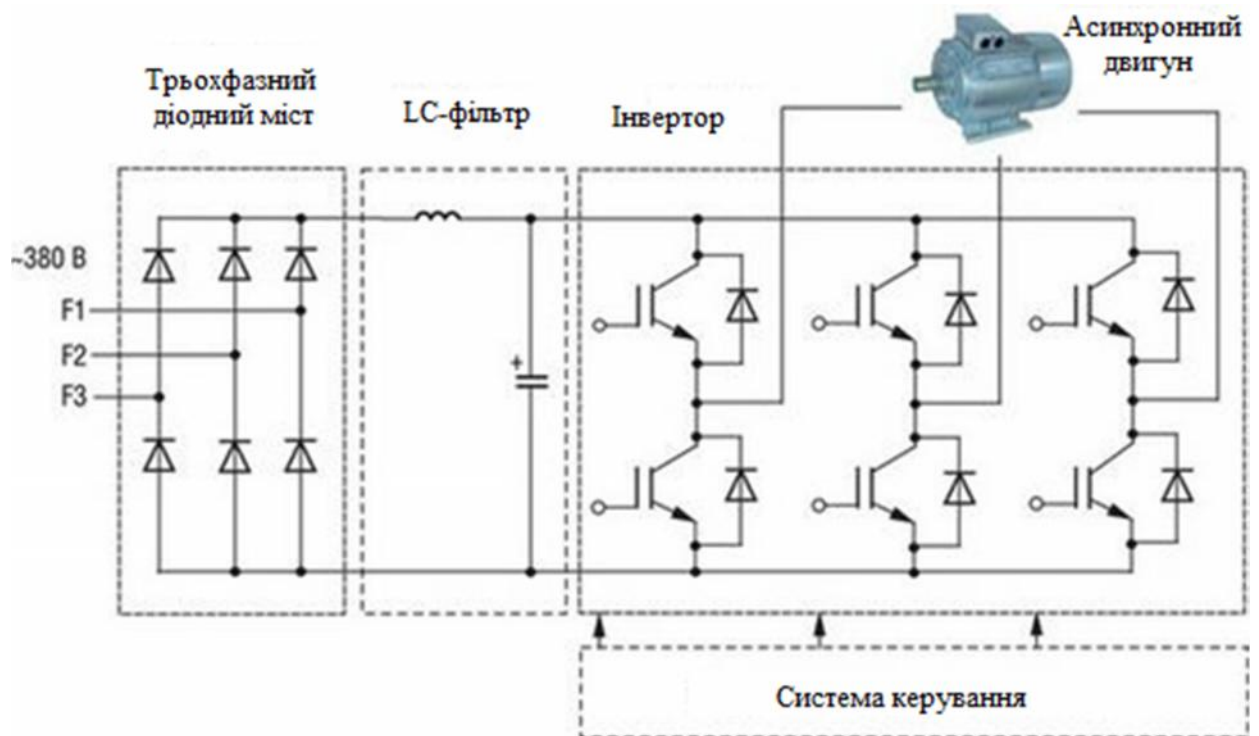 Асинхронний
двигун
Трьохфазний
діодний міст
LC-фільтр
Інвертор
~380 В
F1
F2
F3
+
Система керування